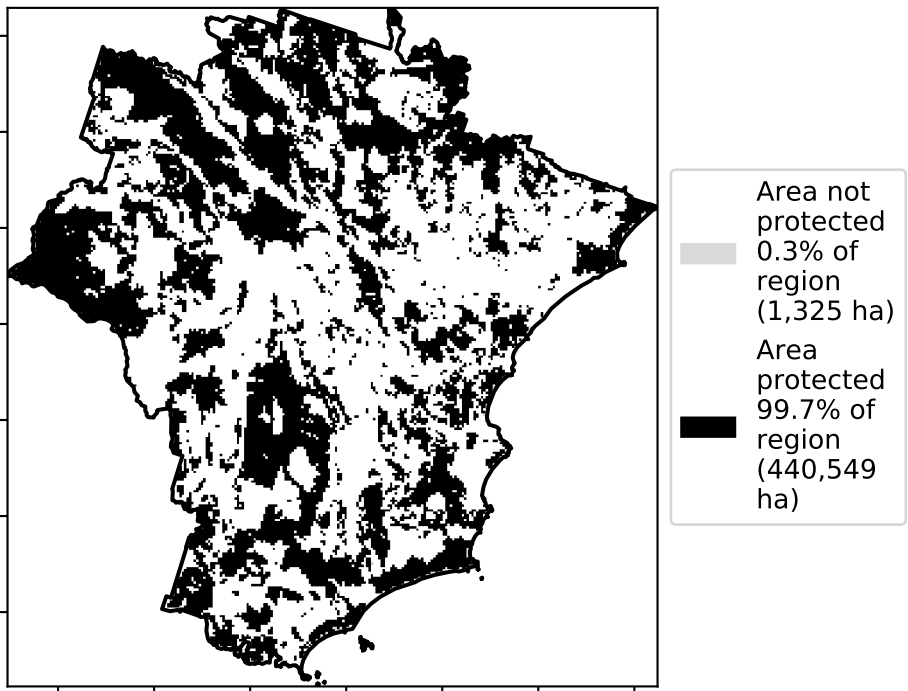 Area not
protected
0.3% of
region
(1,325 ha)
Area
protected
99.7% of
region
(440,549
ha)